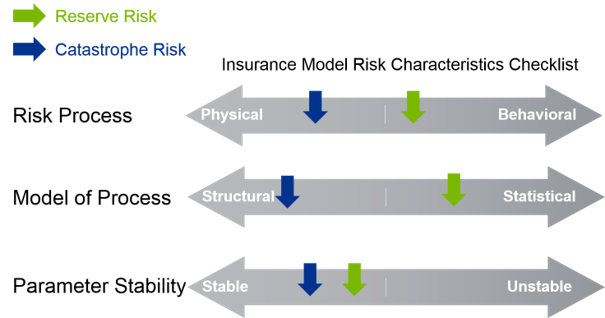 Reserve Risk
Catastrophe Risk
Insurance Model Risk Characteristics Checklist
Risk Process
Physical
Behavioral
Model of Process
Structural
Statistical
Parameter Stability
Stable
Unstable